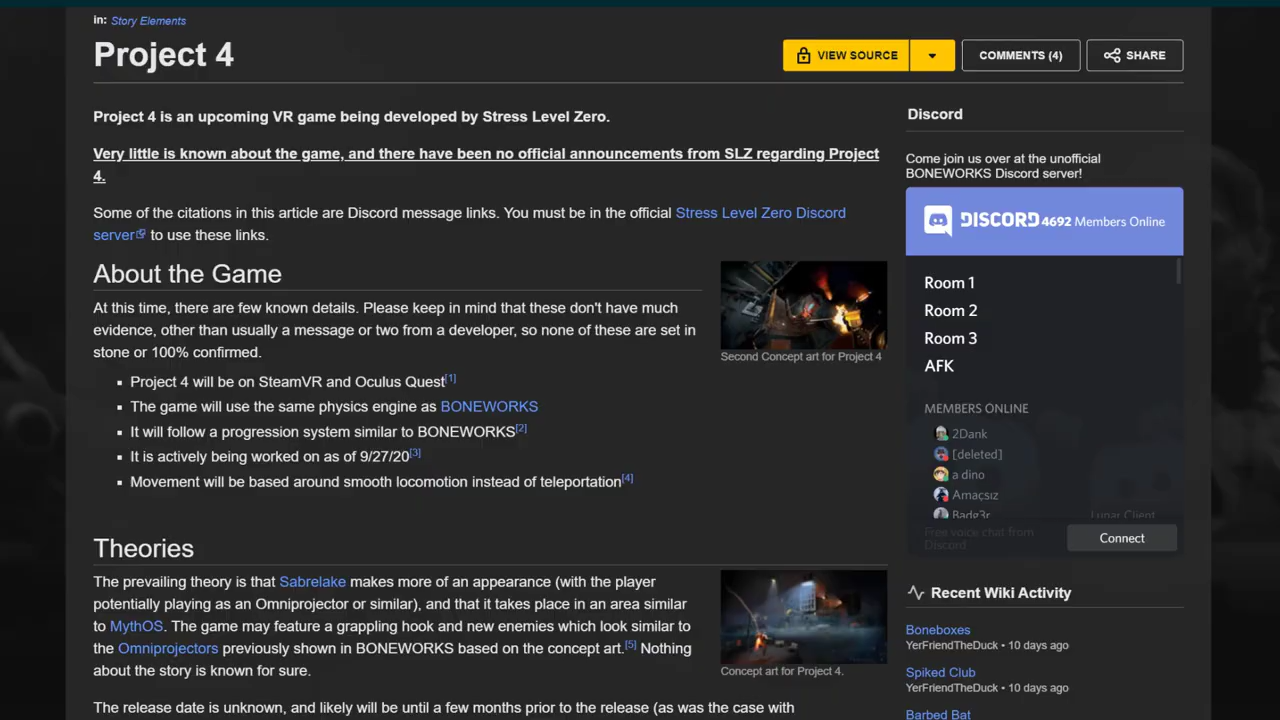 in: Story Elements
Project 4
VIEW SOURCE
COMMENTS (4)
SHARE
Project 4 is an upcoming VR game being developed by Stress Level Zero.
Very little is known about the game, and there have been no official announcements from SLZ regarding Project
4.
Some of the citations in this article are Discord message links. You must be in the official Stress Level Zero Discord
server to use these links.
About the Game
At this time, there are few known details. Please keep in mind that these don't have much
evidence, other than usually a message or two from a developer, so none of these are set in
stone or 100% confirmed.
Project 4 will be on SteamVR and Oculus Quest[1]
The game will use the same physics engine as BONEWORKS
It will follow a progression system similar to BONEWORKS[2]
It is actively being worked on as of 9/27/20[3]
Movement will be based around smooth locomotion instead of teleportation[4]
Second Concept art for Project 4
Theories
The prevailing theory is that Sabrelake makes more of an appearance (with the player
potentially playing as an Omniprojector or similar), and that it takes place in an area similar
to MythOS. The game may feature a grappling hook and new enemies which look similar to
the Omniprojectors previously shown in BONEWORKS based on the concept art.[5] Nothing
about the story is known for sure.
Concept art for Project 4.
The release date is unknown, and likely will be until a few months prior to the release (as was the case with
Discord
Come join us over at the unofficial
BONEWORKS Discord server!
DISCORD 4692 Members Online
Room 1
Room 2
Room 3
AFK
MEMBERS ONLINE
2Dank
[deleted]
a dino
Amaçsız
Badg3r
Lunar Client
Free voice chat from
Discord
Connect
Recent Wiki Activity
Boneboxes
YerFriendTheDuck • 10 days ago
Spiked Club
YerFriendTheDuck • 10 days ago
Barbed Bat